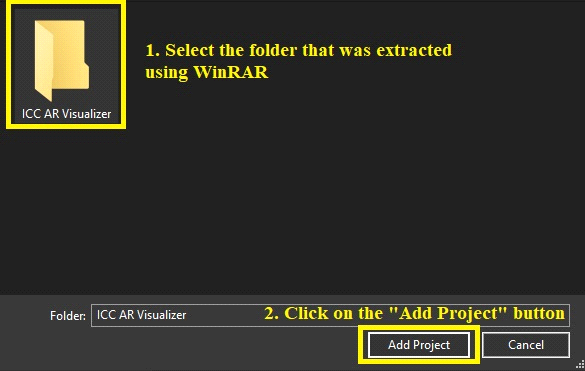 1. Select the folder that was extracted
using WinRAR
ICC AR Visualizer
Folder: ICC AR Visualizer 2. Click on the "Add Project" button
Add Project Cancel